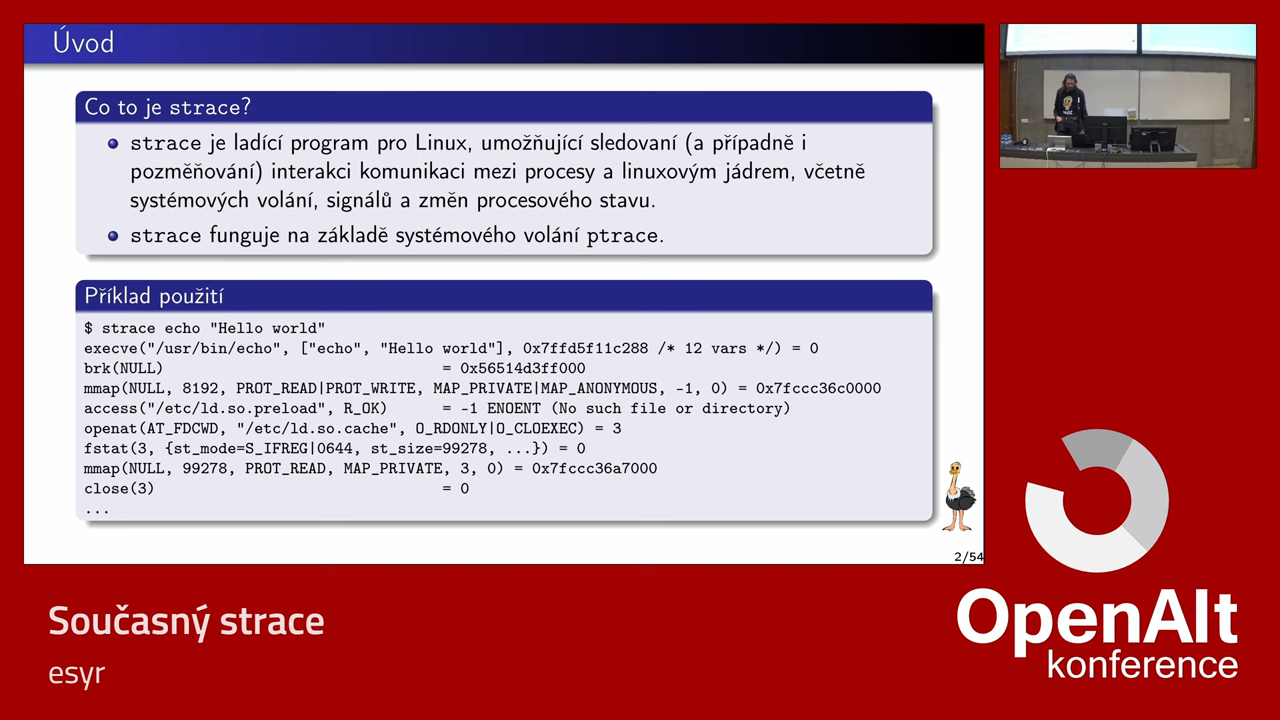 Úvod
Co to je strace?
strace je ladící program pro Linux, umožňující sledovaní (a případně i
pozměňování) interakci komunikaci mezi procesy a linuxovým jádrem, včetně
systémových volání, signálů a změn procesového stavu.
strace funguje na základě systémového volání ptrace.
Příklad použití
$ strace echo "Hello world"
execve("/usr/bin/echo", ["echo", "Hello world"], 0x7ffd5f11c288 /* 12 vars */) = 0
brk(NULL) = 0x56514d3ff000
mmap(NULL, 8192, PROT_READ|PROT_WRITE, MAP_PRIVATE|MAP_ANONYMOUS, -1, 0) = 0x7fccc36c0000
access("/etc/ld.so.preload", R_OK) = -1 ENOENT (No such file or directory)
openat(AT_FDCWD, "/etc/ld.so.cache", O_RDONLY|O_CLOEXEC) = 3
fstat(3, {st_mode=S_IFREG|0644, st_size=99278, ...}) = 0
mmap(NULL, 99278, PROT_READ, MAP_PRIVATE, 3, 0) = 0x7fccc36a7000
close(3) = 0
...
2/54
Současný strace
esyr
OpenAlt
konference